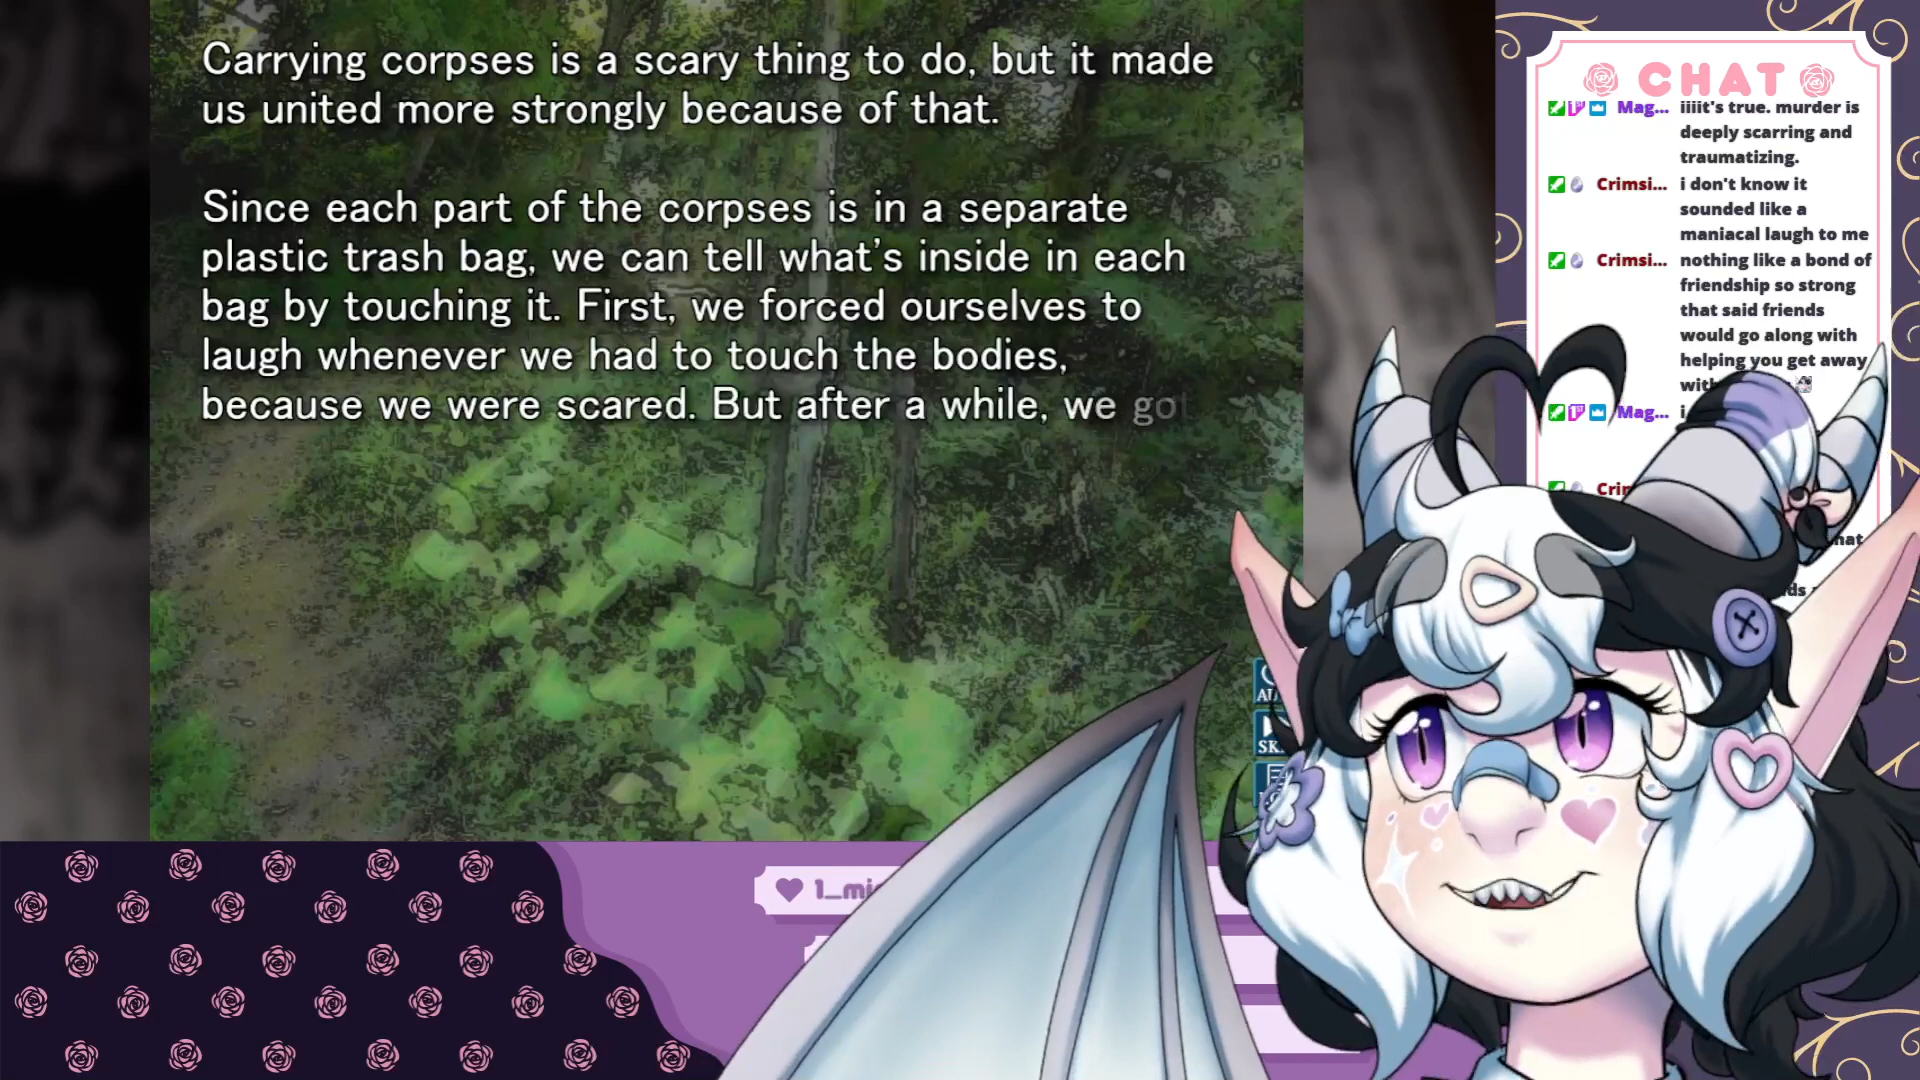 Carrying corpses is a scary thing to do, but it made
us united more strongly because of that.
Since each part of the corpses is in a separate
plastic trash bag, we can tell what's inside in each
bag by touching it. First, we forced ourselves to
laugh whenever we had to touch the bodies,
because we were scared. But after a while, we got
CHAT
Mag... iiiit's true. murder is
deeply scarring and
traumatizing.
Crimsi... i don't know it
sounded like a
maniacal laugh to me
Crimsi... nothing like a bond of
friendship so strong
that said friends
would go along with
helping you get away
Mag... i